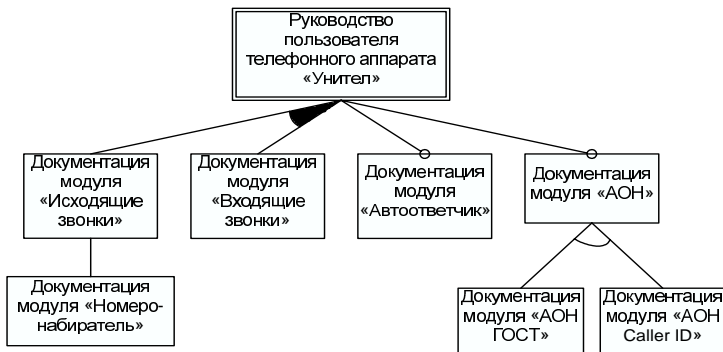 Руководство
пользователя
телефонного аппарата
«Унител»
Документация
модуля
«Исходящие
звонки»
Документация
модуля
«Входящие
звонки»
Документация
модуля
«Автоответчик»
Документация
модуля «АОН»
Документация
модуля «Номеро-
набиратель»
Документация
модуля «АОН
ГОСТ»
Документация
модуля «АОН
Caller ID»